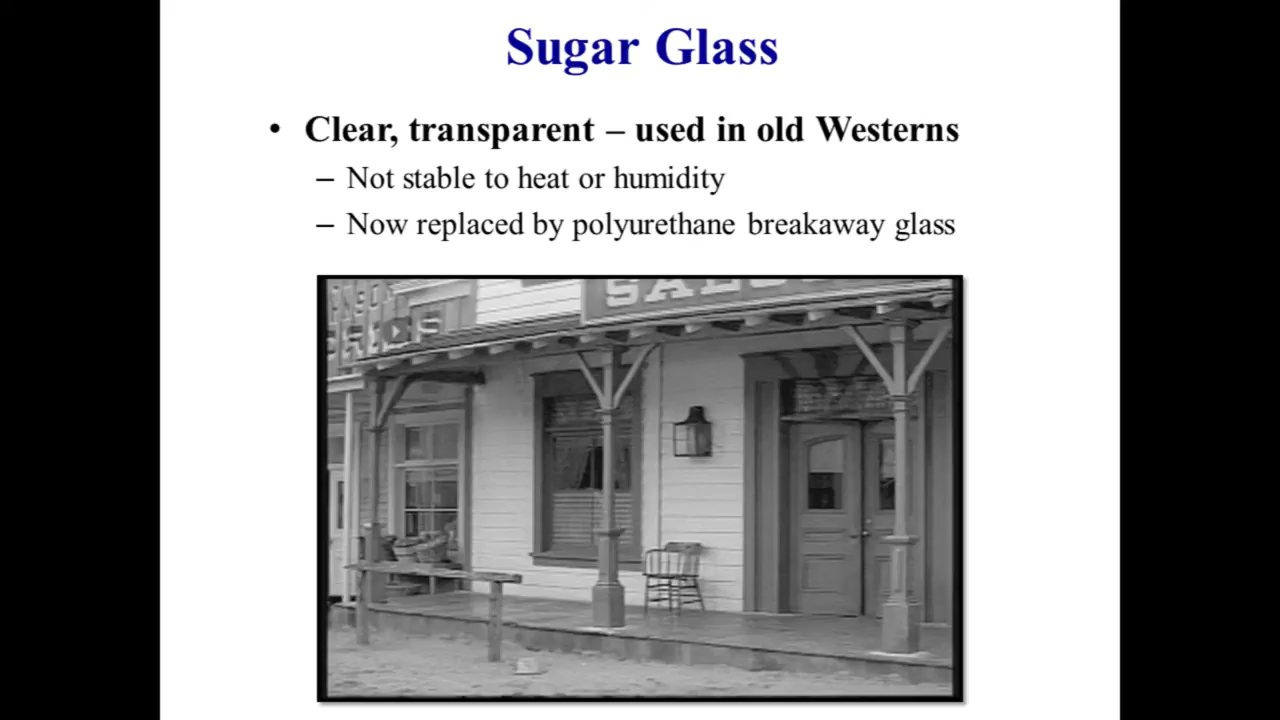 Sugar Glass
• Clear, transparent – used in old Westerns
– Not stable to heat or humidity
– Now replaced by polyurethane breakaway glass